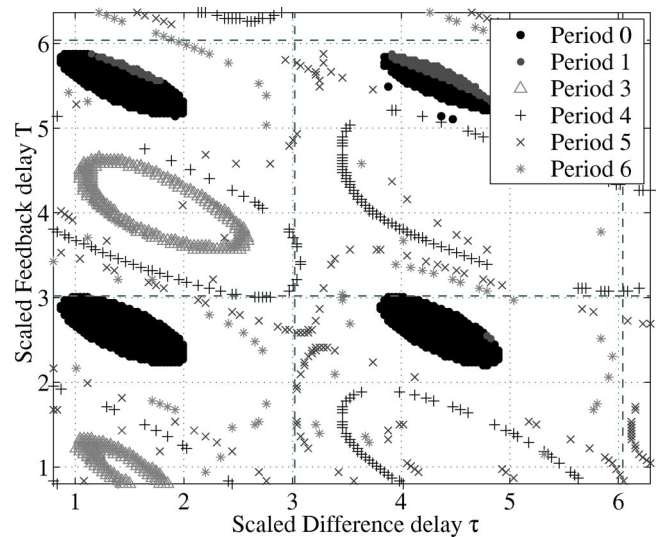 Period 0
Period 1
Period 3
Period 4
Period 5
Period 6
6
5
4
3
2
1
Scaled Feedback delay T
1 2 3 4 5 6
Scaled Difference delay τ